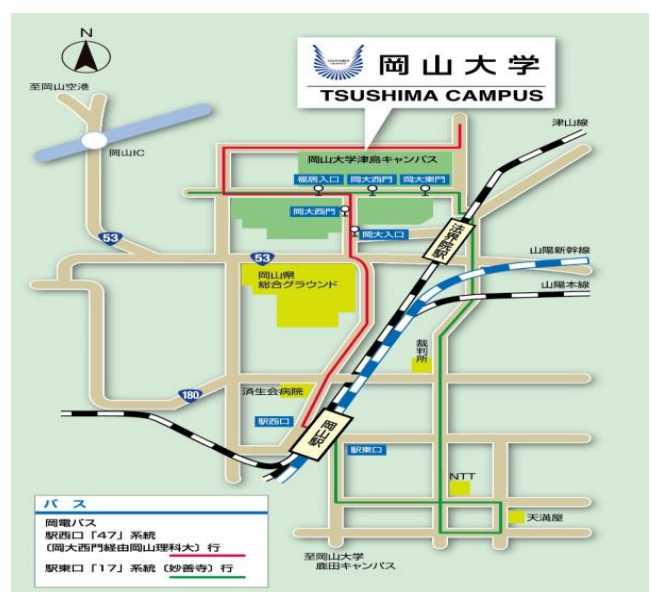 N
至岡山空港
岡山IC
岡山大学
TSUSHIMA CAMPUS
津山線
岡山大学津島キャンパス
福居入口
岡大西門
岡大東門
岡大西門
岡大入口
法界院駅
53
53
山陽新幹線
山陽本線
岡山県
総合グラウンド
裁判所
180
済生会病院
駅西口
岡山駅
駅東口
NTT
天満屋
至岡山大学
鹿田キャンパス
バス
岡電バス
駅西口「47」系統
(岡大西門経由岡山理科大)行
駅東口「17」系統(妙善寺)行